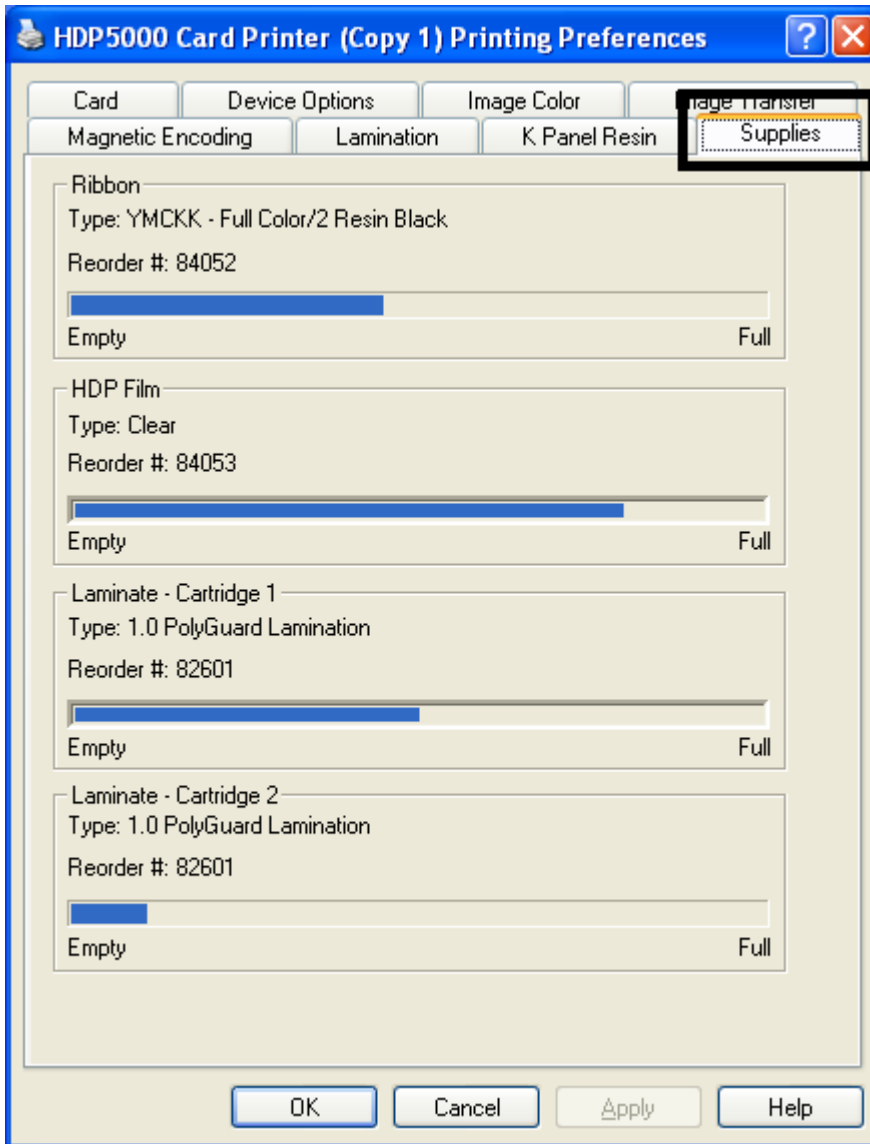 HDP5000 Card Printer (Copy 1) Printing Preferences
Card Device Options Image Color Image Transfer
Magnetic Encoding Lamination K Panel Resin Supplies
Ribbon
Type: YMCKK - Full Color/2 Resin Black
Reorder #: 84052
Empty Full
HDP Film
Type: Clear
Reorder #: 84053
Empty Full
Laminate - Cartridge 1
Type: 1.0 PolyGuard Lamination
Reorder #: 82601
Empty Full
Laminate - Cartridge 2
Type: 1.0 PolyGuard Lamination
Reorder #: 82601
Empty Full
OK Cancel Apply Help